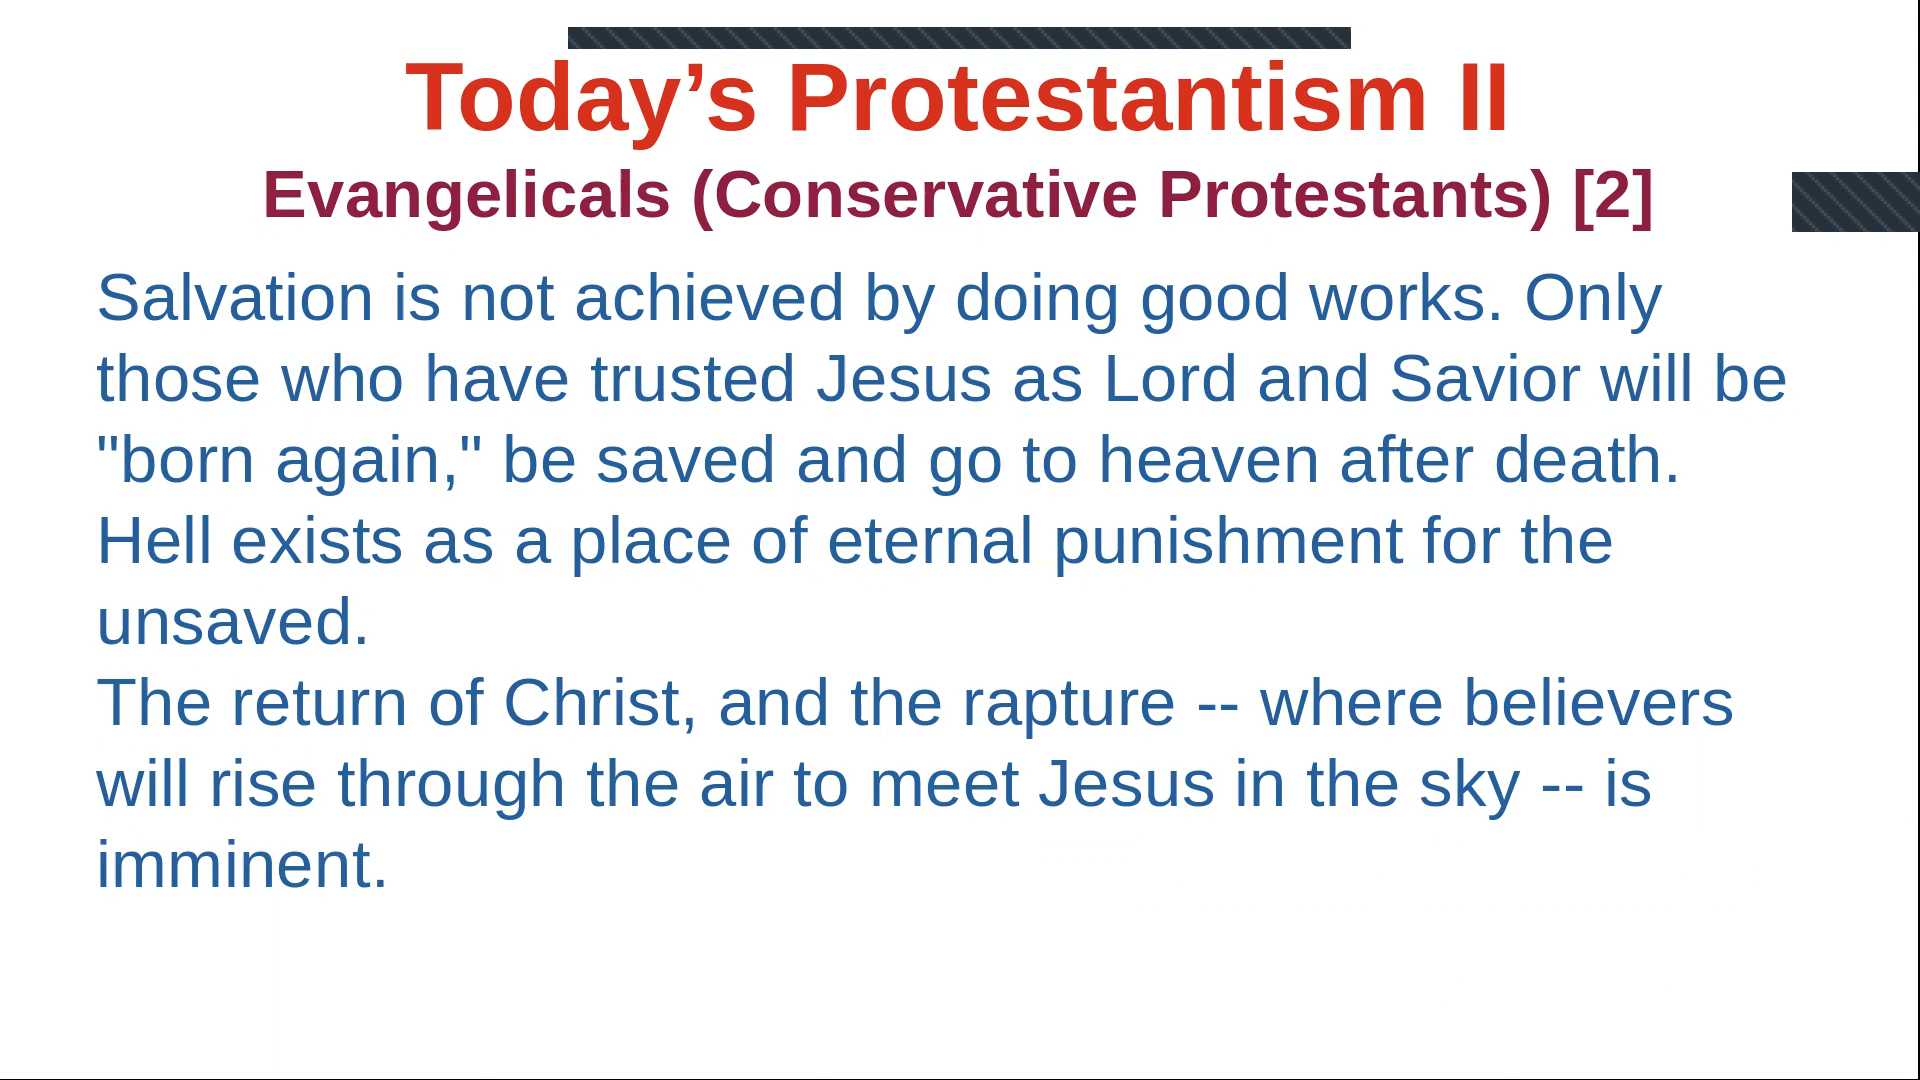 Today’s Protestantism II
Evangelicals (Conservative Protestants) [2]
Salvation is not achieved by doing good works. Only
those who have trusted Jesus as Lord and Savior will be
"born again," be saved and go to heaven after death.
Hell exists as a place of eternal punishment for the
unsaved.
The return of Christ, and the rapture -- where believers
will rise through the air to meet Jesus in the sky -- is
imminent.